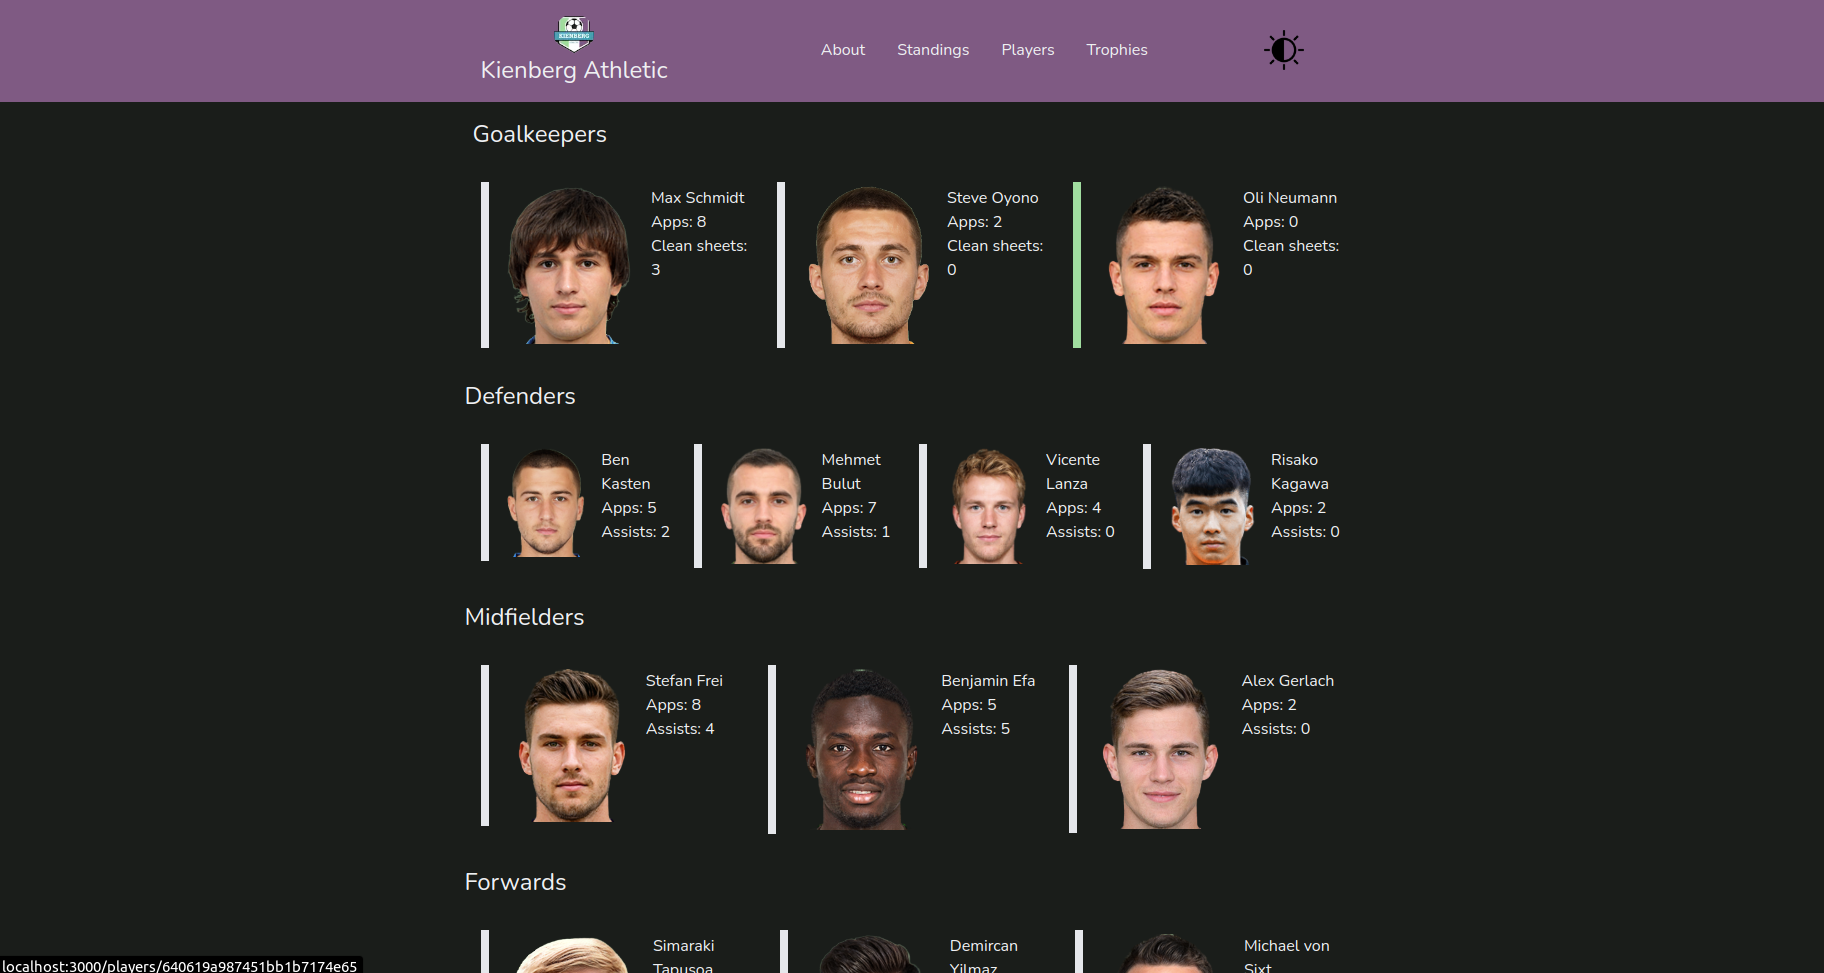 KIENBERG
Kienberg Athletic
About
Standings
Players
Trophies
Goalkeepers
Max Schmidt
Apps: 8
Clean sheets:
3
Steve Oyono
Apps: 2
Clean sheets:
0
Oli Neumann
Apps: 0
Clean sheets:
0
Defenders
Ben
Kasten
Apps: 5
Assists: 2
Mehmet
Bulut
Apps: 7
Assists: 1
Vicente
Lanza
Apps: 4
Assists: 0
Risako
Kagawa
Apps: 2
Assists: 0
Midfielders
Stefan Frei
Apps: 8
Assists: 4
Benjamin Efa
Apps: 5
Assists: 5
Alex Gerlach
Apps: 2
Assists: 0
Forwards
Simaraki
Tapusoa
Demircan
Yilmaz
Michael von
Sixt
localhost:3000/players/640619a987451bb1b7174e65